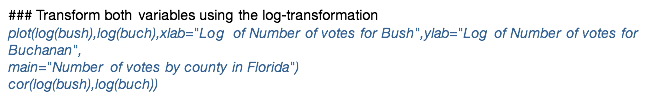 ### Transform both variables using the log-transformation
plot(log(bush),log(buch),xlab="Log of Number of votes for Bush",ylab="Log of Number of votes for
Buchanan",
main="Number of votes by county in Florida")
cor(log(bush),log(buch))